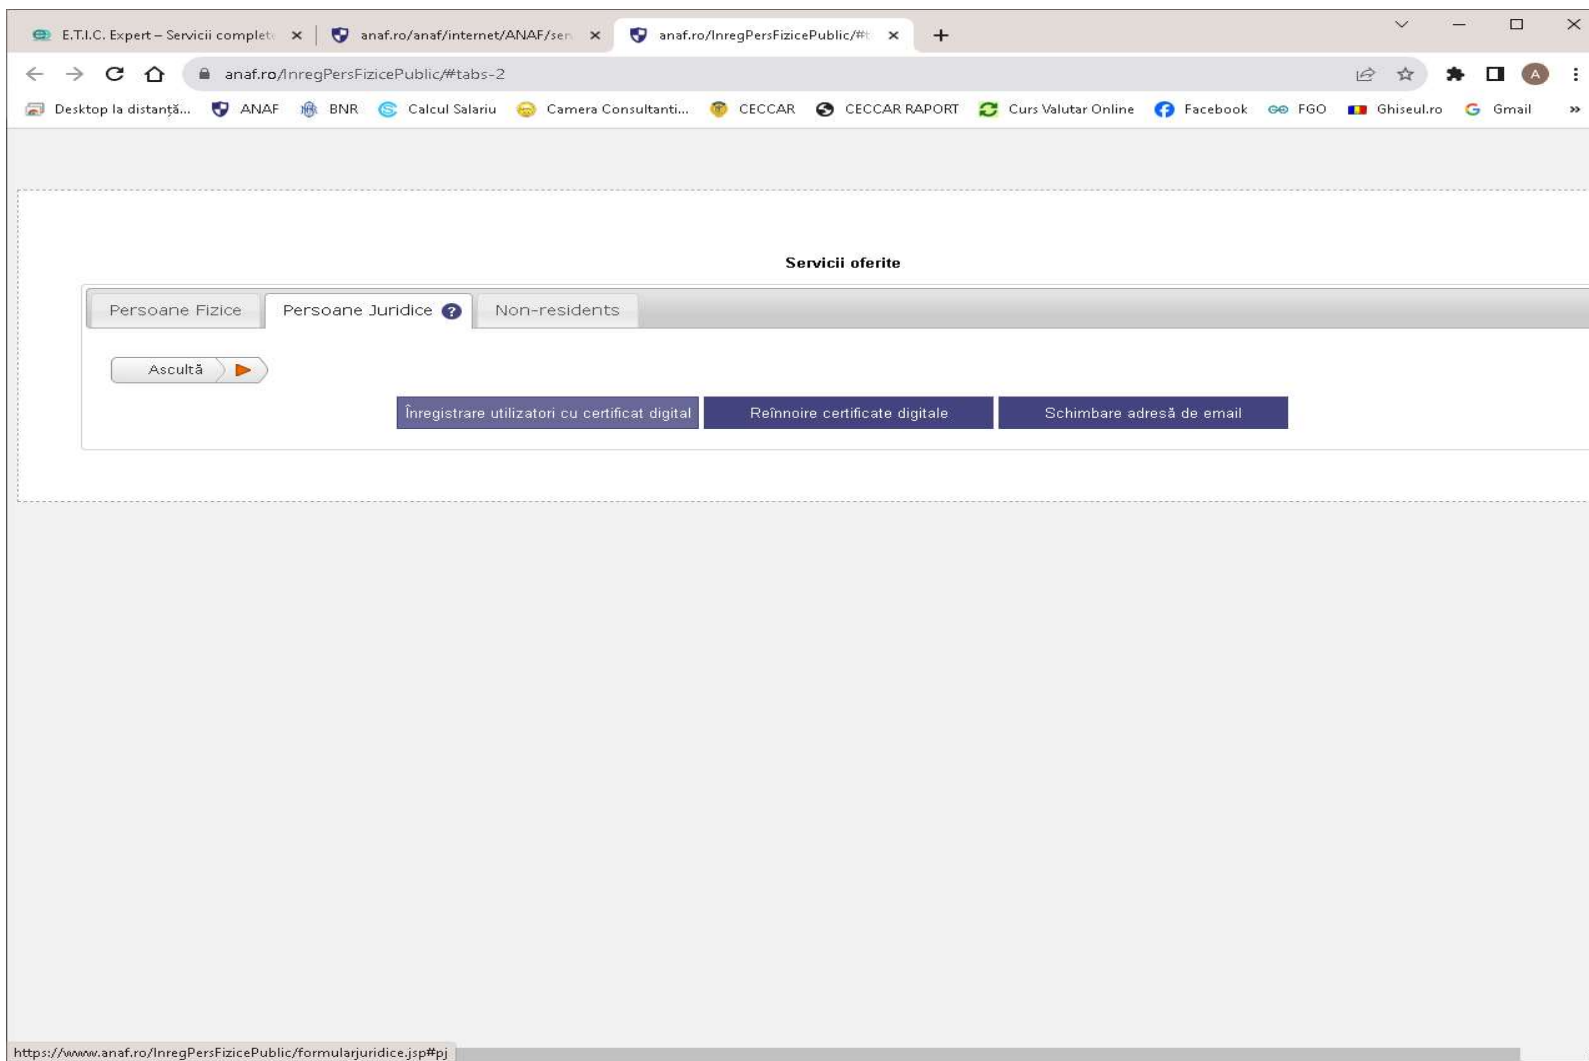 E.T.I.C. Expert – Servicii complete
anaf.ro/anaf/internet/ANAF/ser
anaf.ro/InregPersFizicePublic/#t
anaf.ro/InregPersFizicePublic/#tabs-2
A
Desktop la distanță... ANAF BNR Calcul Salariu Camera Consultanti... CECCAR CECCAR RAPORT Curs Valutar Online Facebook FGO Ghiseul.ro Gmail »
Servicii oferite
Persoane Fizice Persoane Juridice ? Non-residents
Ascultă
Înregistrare utilizatori cu certificat digital Reînnoire certificate digitale Schimbare adresă de email
https://www.anaf.ro/InregPersFizicePublic/formularjuridice.jsp#pj